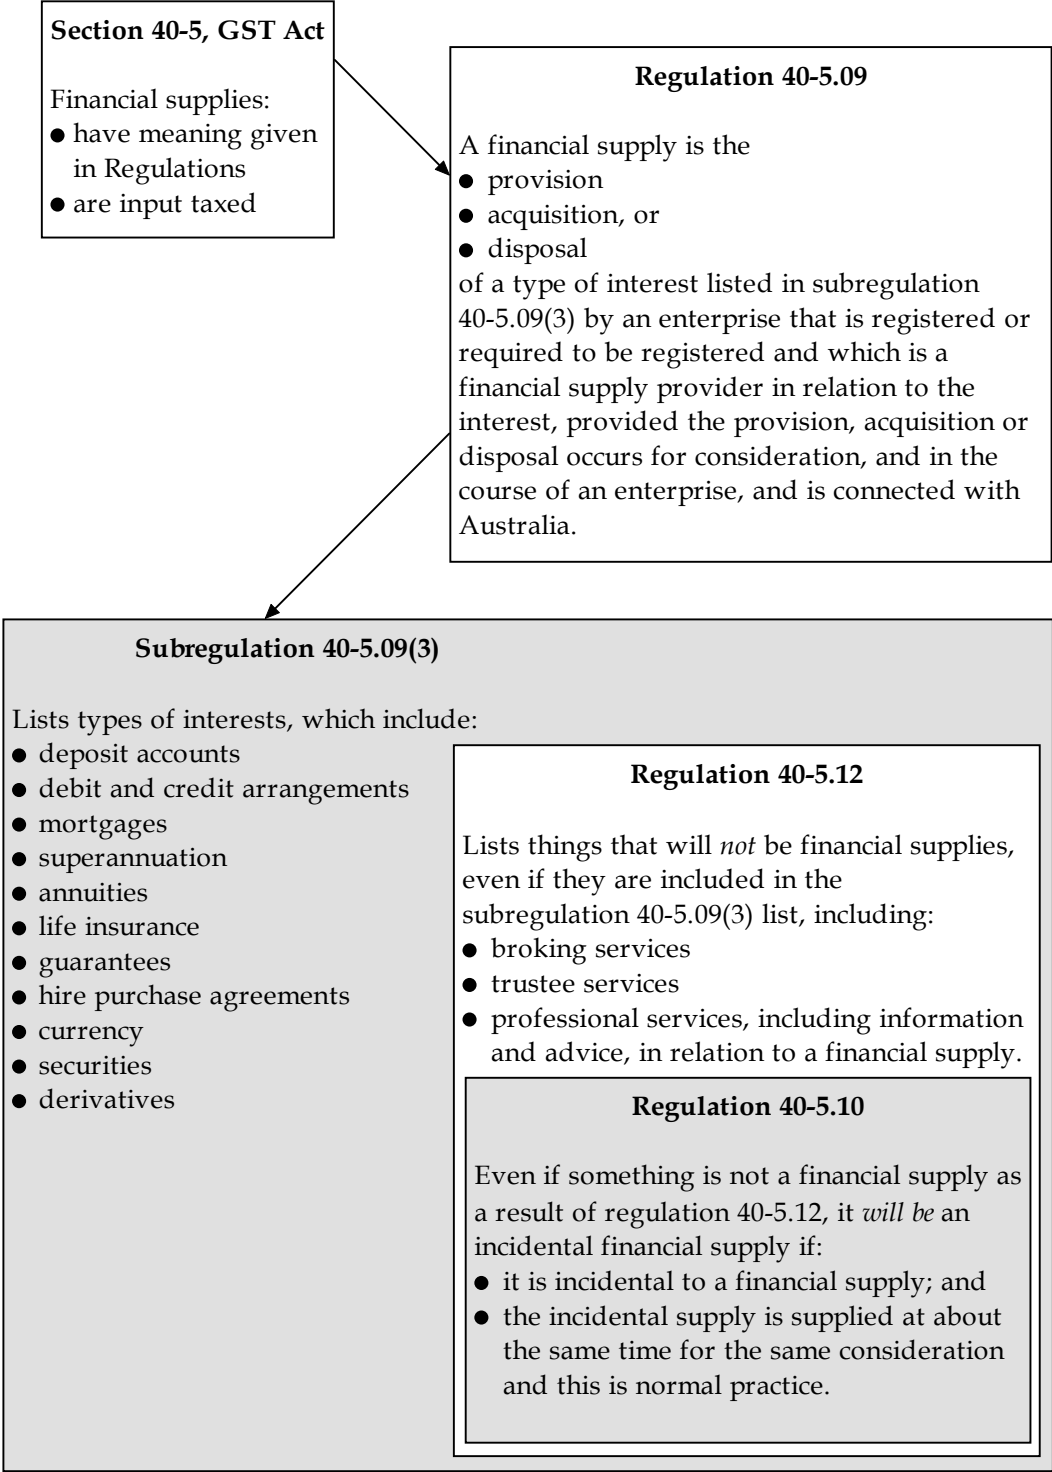 Section 40-5, GST Act
Financial supplies:
● have meaning given
in Regulations
● are input taxed
Regulation 40-5.09
A financial supply is the
● provision
● acquisition, or
● disposal
of a type of interest listed in subregulation
40-5.09(3) by an enterprise that is registered or
required to be registered and which is a
financial supply provider in relation to the
interest, provided the provision, acquisition or
disposal occurs for consideration, and in the
course of an enterprise, and is connected with
Australia.
Subregulation 40-5.09(3)
Lists types of interests, which include:
● deposit accounts
● debit and credit arrangements
● mortgages
● superannuation
● annuities
● life insurance
● guarantees
● hire purchase agreements
● currency
● securities
● derivatives
Regulation 40-5.12
Lists things that will not be financial supplies,
even if they are included in the
subregulation 40-5.09(3) list, including:
● broking services
● trustee services
● professional services, including information
and advice, in relation to a financial supply.
Regulation 40-5.10
Even if something is not a financial supply as
a result of regulation 40-5.12, it will be an
incidental financial supply if:
● it is incidental to a financial supply; and
● the incidental supply is supplied at about
the same time for the same consideration
and this is normal practice.